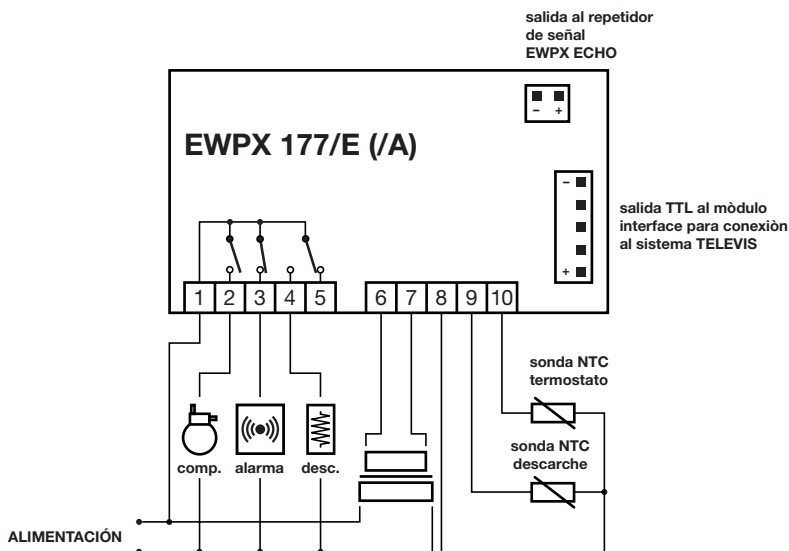 salida al repetidor
de señal
EWPX ECHO
− +
EWPX 177/E (/A)
−
salida TTL al mòdulo
interface para conexiòn
al sistema TELEVIS
+
1 2 3 4 5 6 7 8 9 10
sonda NTC
termostato
sonda NTC
descarche
comp. alarma desc.
ALIMENTACIÓN